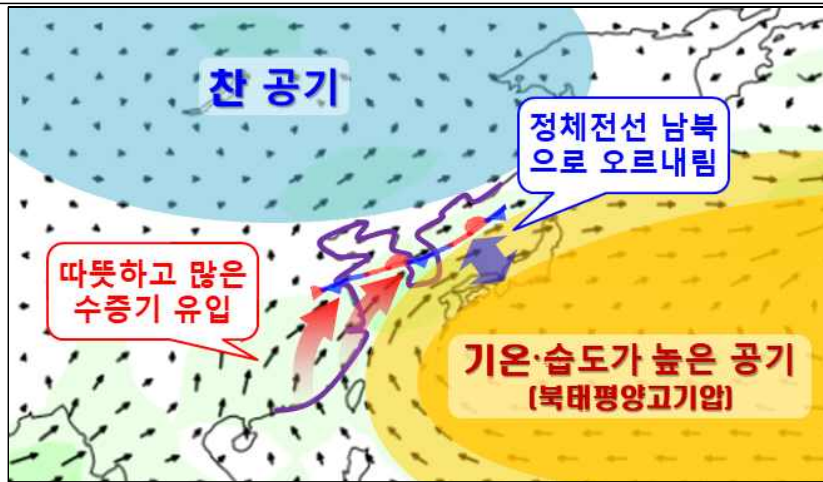 찬 공기
정체전선 남북
으로 오르내림
따뜻하고 많은
수증기 유입
기온·습도가 높은 공기
(북태평양고기압)